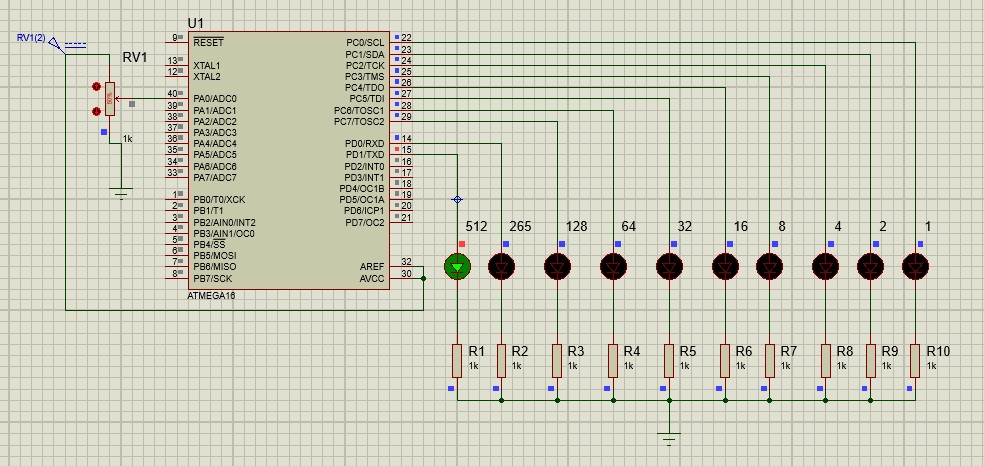 U1
RV1(2)
RV1
50%
1k
9 RESET
13 XTAL1
12 XTAL2
40 PA0/ADC0
39 PA1/ADC1
38 PA2/ADC2
37 PA3/ADC3
36 PA4/ADC4
35 PA5/ADC5
34 PA6/ADC6
33 PA7/ADC7
1 PB0/T0/XCK
2 PB1/T1
3 PB2/AIN0/INT2
4 PB3/AIN1/OC0
5 PB4/SS
6 PB5/MOSI
7 PB6/MISO
8 PB7/SCK
PC0/SCL 22
PC1/SDA 23
PC2/TCK 24
PC3/TMS 25
PC4/TDO 26
PC5/TDI 27
PC6/TOSC1 28
PC7/TOSC2 29
PD0/RXD 14
PD1/TXD 15
PD2/INT0 16
PD3/INT1 17
PD4/OC1B 18
PD5/OC1A 19
PD6/ICP1 20
PD7/OC2 21
AREF 32
AVCC 30
ATMEGA16
512 265 128 64 32 16 8 4 2 1
R1 R2 R3 R4 R5 R6 R7 R8 R9 R10
1k 1k 1k 1k 1k 1k 1k 1k 1k 1k